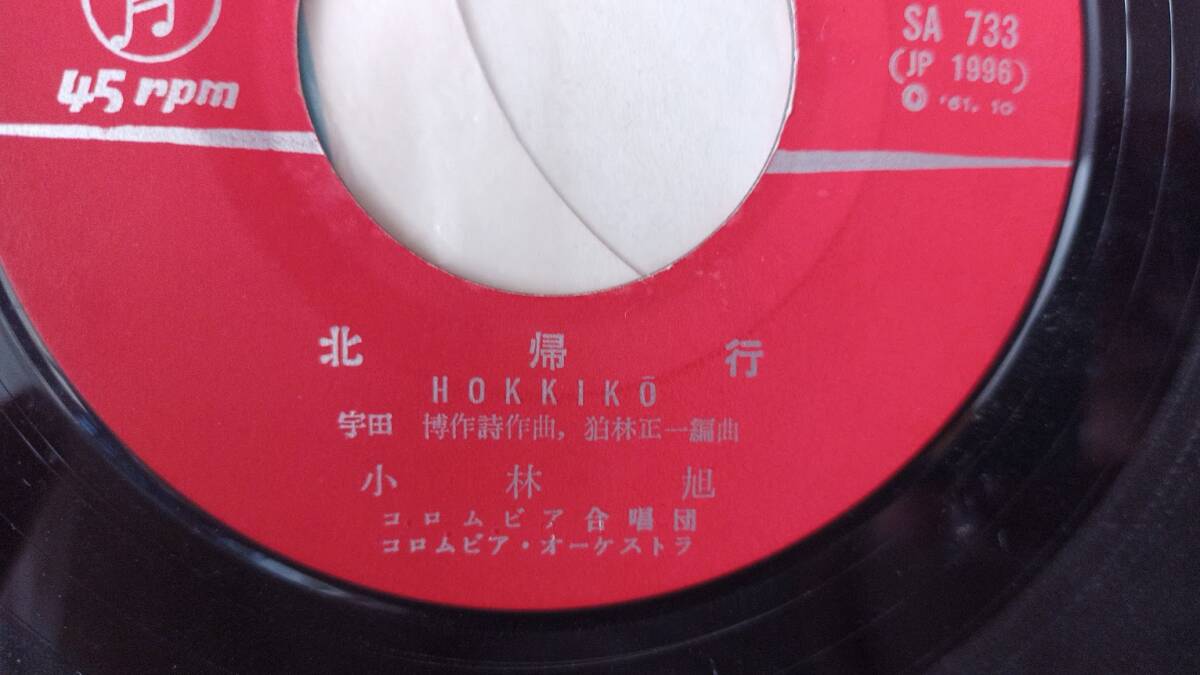 45 rpm
SA 733
(JP 1996)
© '61. 10
北帰行
HOKKIKŌ
宇田 博作詩作曲, 狛林正一編曲
小林旭
コロムビア合唱団
コロムビア・オーケストラ